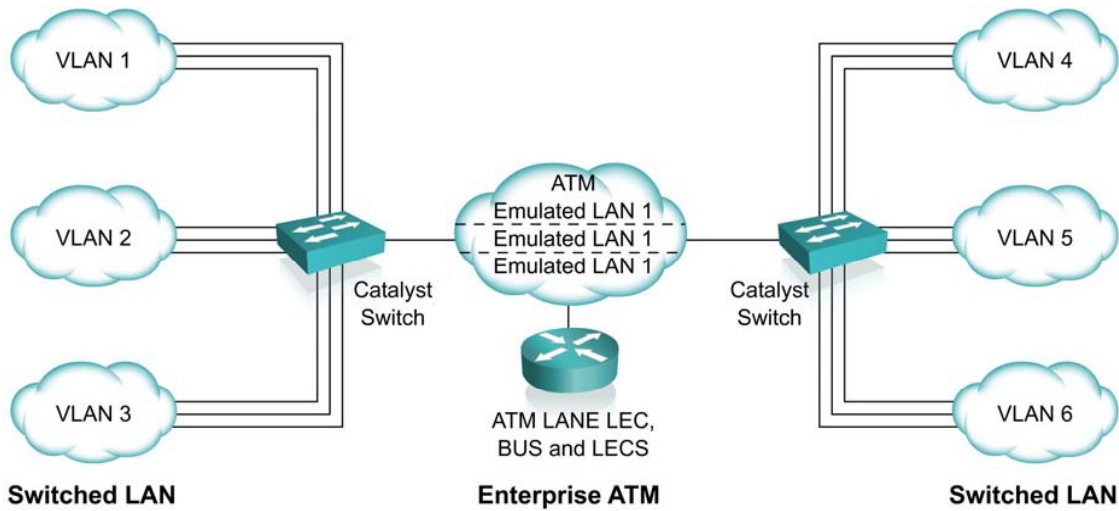 VLAN 1
VLAN 4
ATM
Emulated LAN 1
VLAN 2
Emulated LAN 1
VLAN 5
Emulated LAN 1
Catalyst
Switch
Catalyst
Switch
VLAN 3
ATM LANE LEC,
BUS and LECS
VLAN 6
Switched LAN
Enterprise ATM
Switched LAN